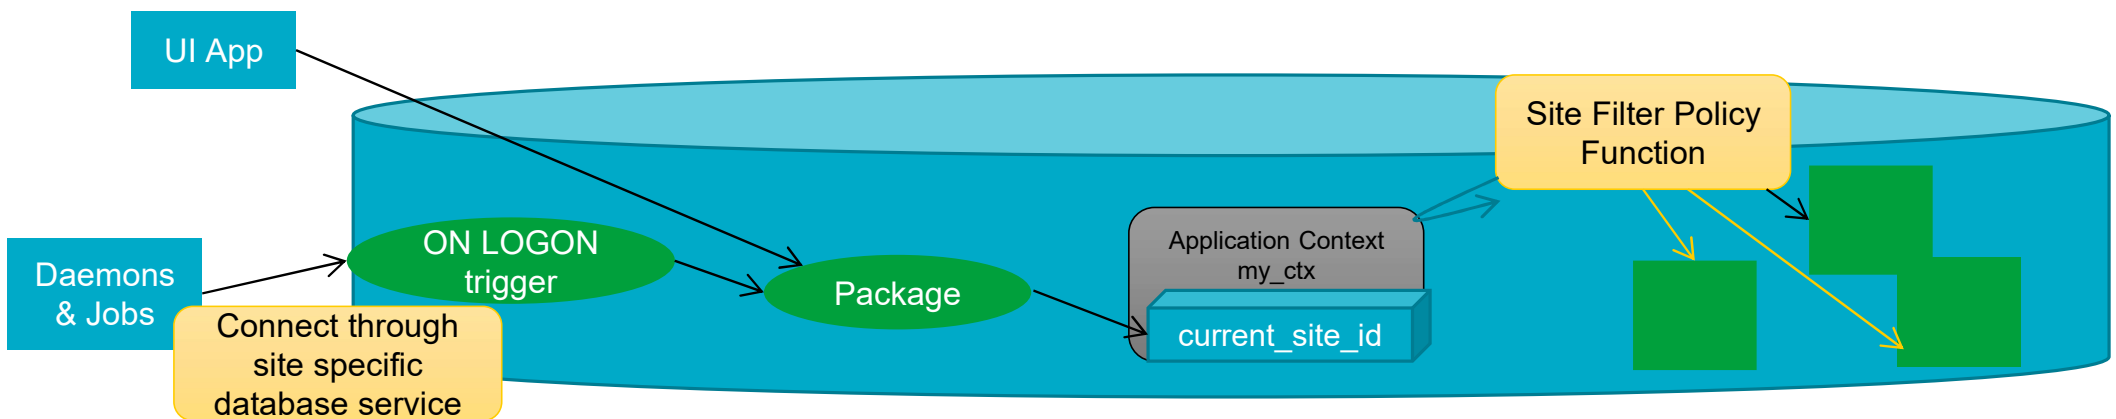 UI App
Daemons
& Jobs
Connect through
site specific
database service
ON LOGON
trigger
Package
Application Context
my_ctx
current_site_id
Site Filter Policy
Function